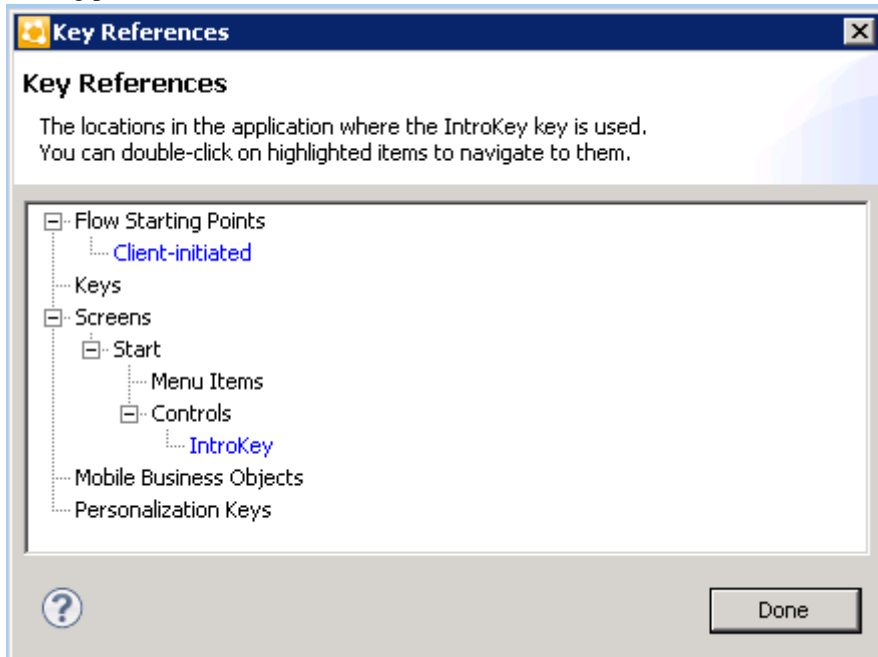 Key References
Key References
The locations in the application where the IntroKey key is used.
You can double-click on highlighted items to navigate to them.
Flow Starting Points
Client-initiated
Keys
Screens
Start
Menu Items
Controls
IntroKey
Mobile Business Objects
Personalization Keys
?
Done